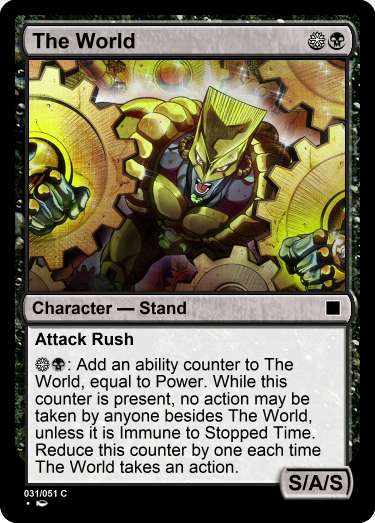 The World
Character — Stand
Attack Rush
: Add an ability counter to The
World, equal to Power. While this
counter is present, no action may be
taken by anyone besides The World,
unless it is Immune to Stopped Time.
Reduce this counter by one each time
The World takes an action.
S/A/S
031/051 C